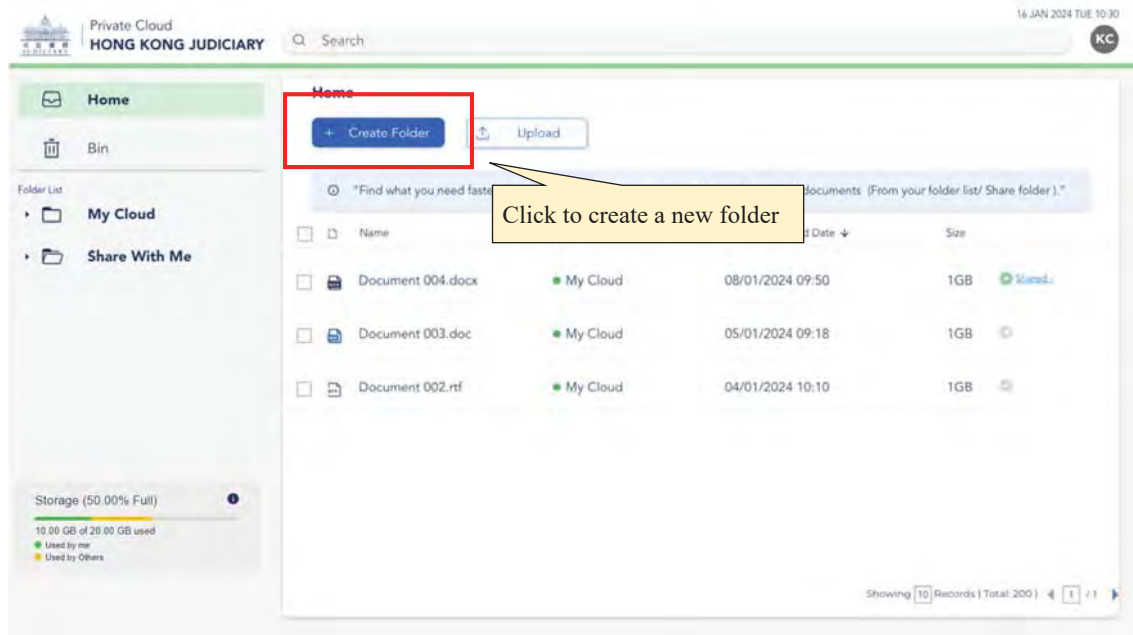 16 JAN 2024 TUE 10:30
Private Cloud
HONG KONG JUDICIARY
Search
KC
Home
Bin
Folder List
My Cloud
Share With Me
Storage (50.00% Full)
10.00 GB of 20.00 GB used
Used by me
Used by Others
Home
+ Create Folder
Upload
"Find what you need faste
documents (From your folder list/ Share folder )."
Click to create a new folder
Name
d Date
Size
Document 004.docx My Cloud 08/01/2024 09:50 1GB Shared
Document 003.doc My Cloud 05/01/2024 09:18 1GB
Document 002.rtf My Cloud 04/01/2024 10:10 1GB
Showing 10 Records ( Total: 200 ) 1 / 1